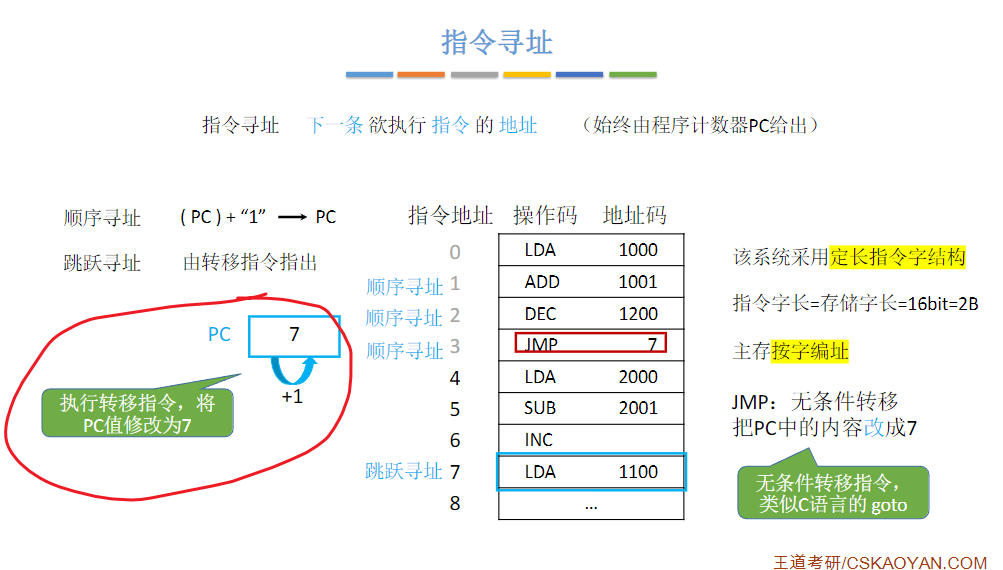 指令寻址
指令寻址 下一条 欲执行 指令 的 地址 （始终由程序计数器PC给出）
顺序寻址 ( PC ) + “1” → PC
跳跃寻址 由转移指令指出
PC 7
+1
执行转移指令，将
PC值修改为7
指令地址 操作码 地址码
0 LDA 1000
顺序寻址 1 ADD 1001
顺序寻址 2 DEC 1200
顺序寻址 3 JMP 7
4 LDA 2000
5 SUB 2001
6 INC
跳跃寻址 7 LDA 1100
8 ...
该系统采用定长指令字结构
指令字长=存储字长=16bit=2B
主存按字编址
JMP：无条件转移
把PC中的内容改成7
无条件转移指令，
类似C语言的 goto
王道考研/CSKAOYAN.COM